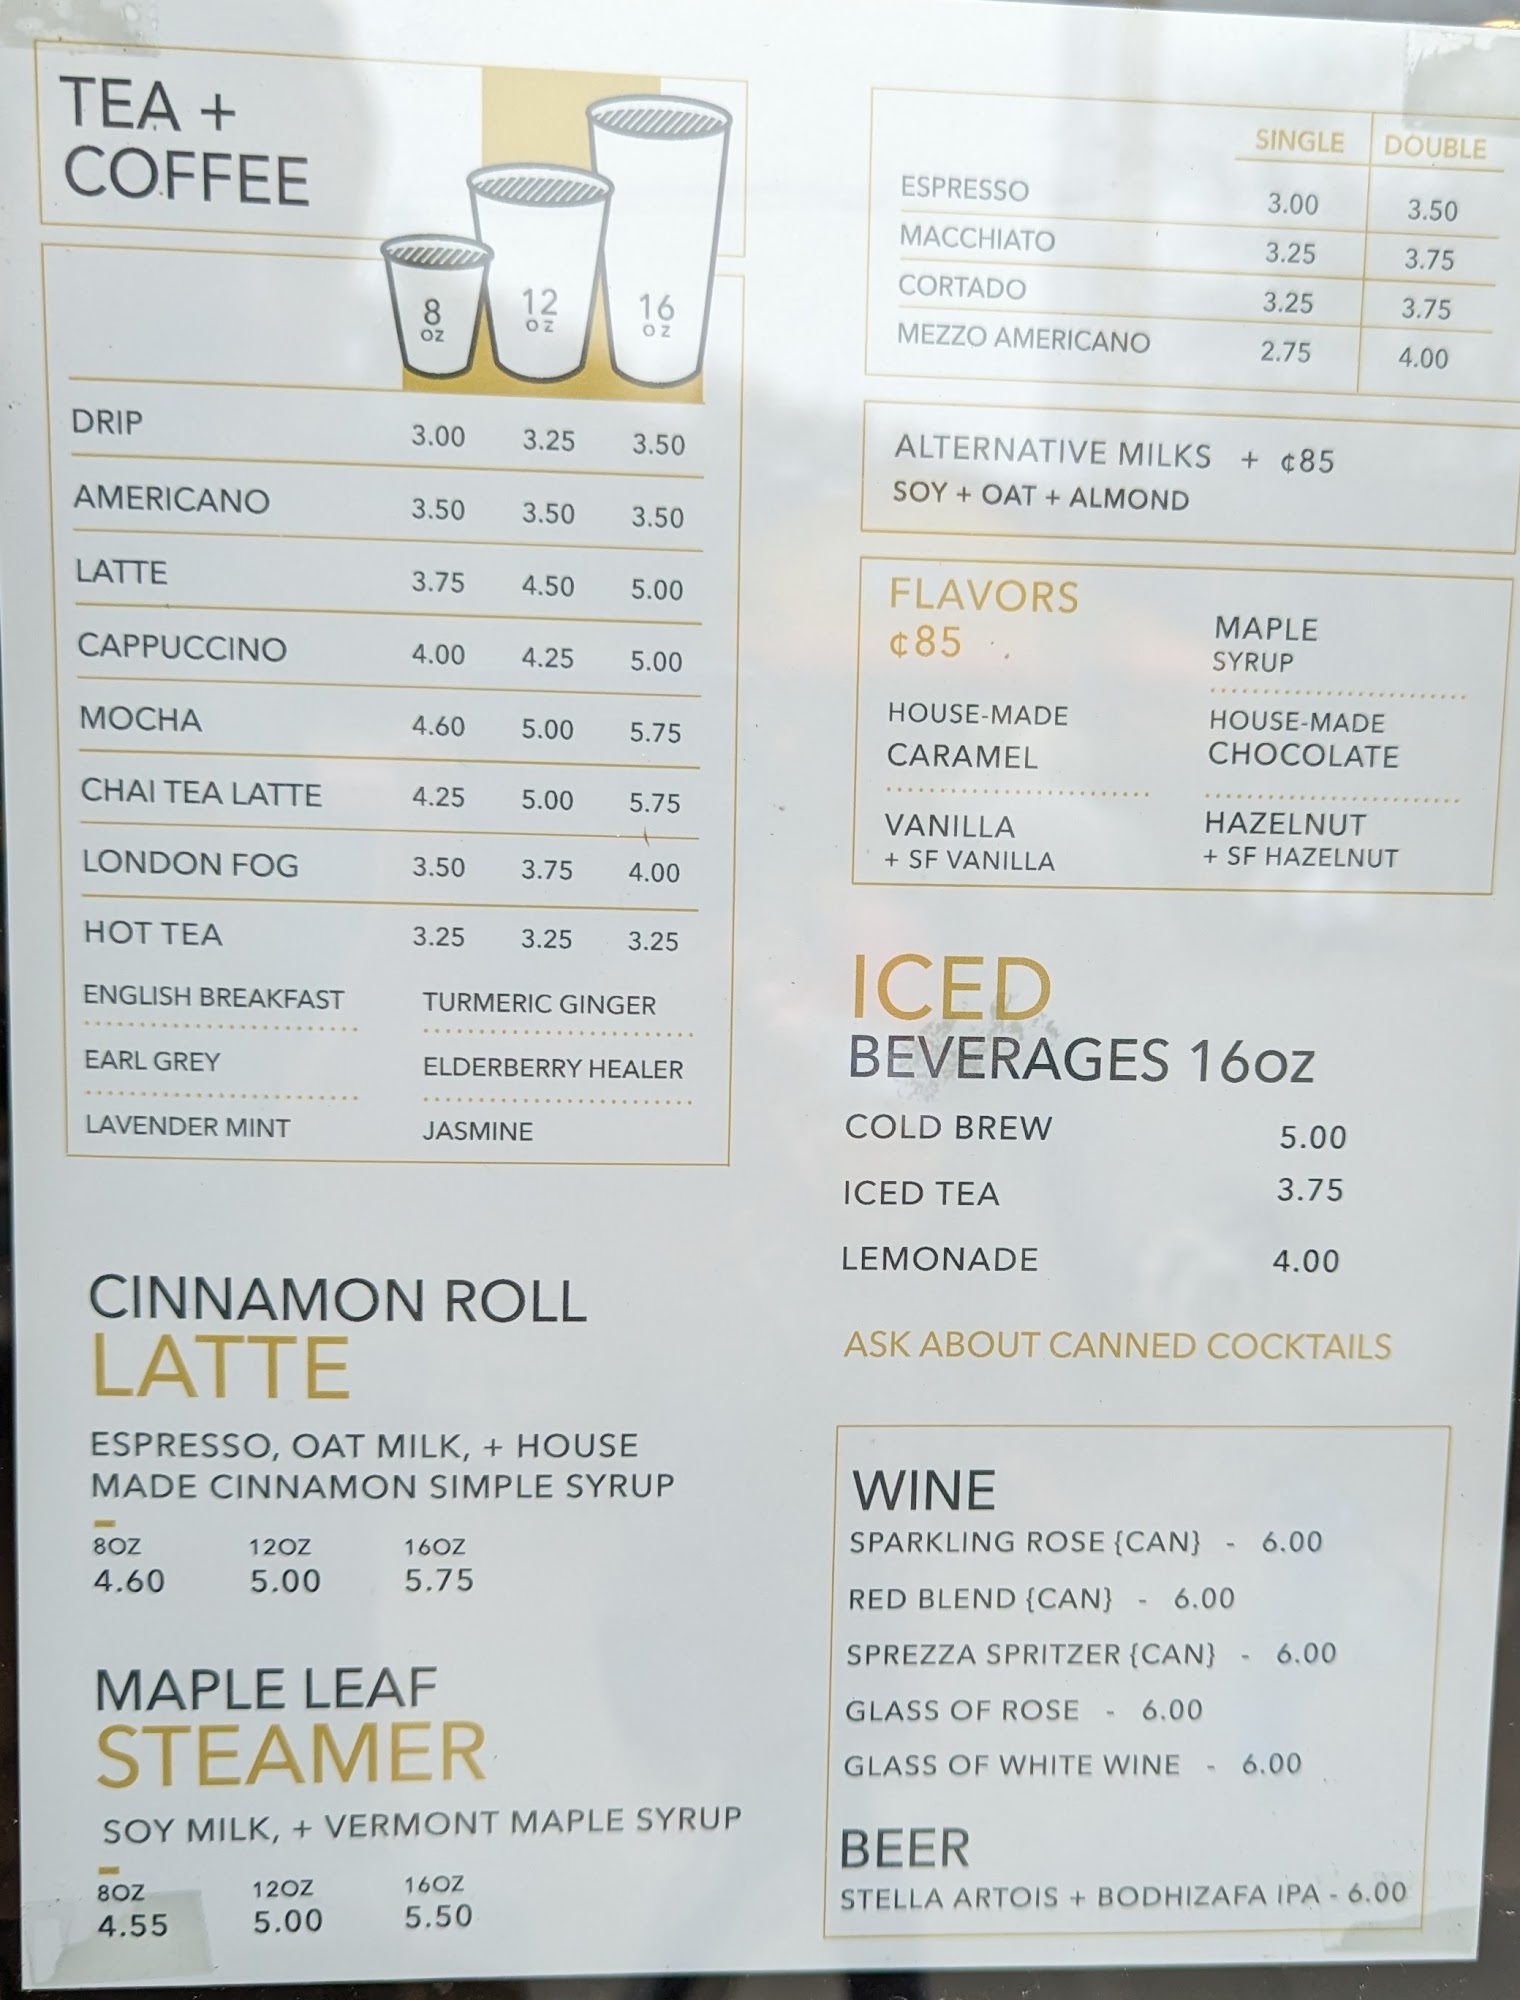 TEA +
COFFEE
8 OZ 12 OZ 16 OZ
DRIP 3.00 3.25 3.50
AMERICANO 3.50 3.50 3.50
LATTE 3.75 4.50 5.00
CAPPUCCINO 4.00 4.25 5.00
MOCHA 4.60 5.00 5.75
CHAI TEA LATTE 4.25 5.00 5.75
LONDON FOG 3.50 3.75 4.00
HOT TEA 3.25 3.25 3.25
ENGLISH BREAKFAST TURMERIC GINGER
EARL GREY ELDERBERRY HEALER
LAVENDER MINT JASMINE
CINNAMON ROLL
LATTE
ESPRESSO, OAT MILK, + HOUSE
MADE CINNAMON SIMPLE SYRUP
8OZ 12OZ 16OZ
4.60 5.00 5.75
MAPLE LEAF
STEAMER
SOY MILK, + VERMONT MAPLE SYRUP
8OZ 12OZ 16OZ
4.55 5.00 5.50
SINGLE DOUBLE
ESPRESSO 3.00 3.50
MACCHIATO 3.25 3.75
CORTADO 3.25 3.75
MEZZO AMERICANO 2.75 4.00
ALTERNATIVE MILKS + ¢85
SOY + OAT + ALMOND
FLAVORS
¢85
HOUSE-MADE
CARAMEL
VANILLA
+ SF VANILLA
MAPLE
SYRUP
HOUSE-MADE
CHOCOLATE
HAZELNUT
+ SF HAZELNUT
ICED
BEVERAGES 16OZ
COLD BREW 5.00
ICED TEA 3.75
LEMONADE 4.00
ASK ABOUT CANNED COCKTAILS
WINE
SPARKLING ROSE {CAN} - 6.00
RED BLEND {CAN} - 6.00
SPREZZA SPRITZER {CAN} - 6.00
GLASS OF ROSE - 6.00
GLASS OF WHITE WINE - 6.00
BEER
STELLA ARTOIS + BODHIZAFA IPA - 6.00